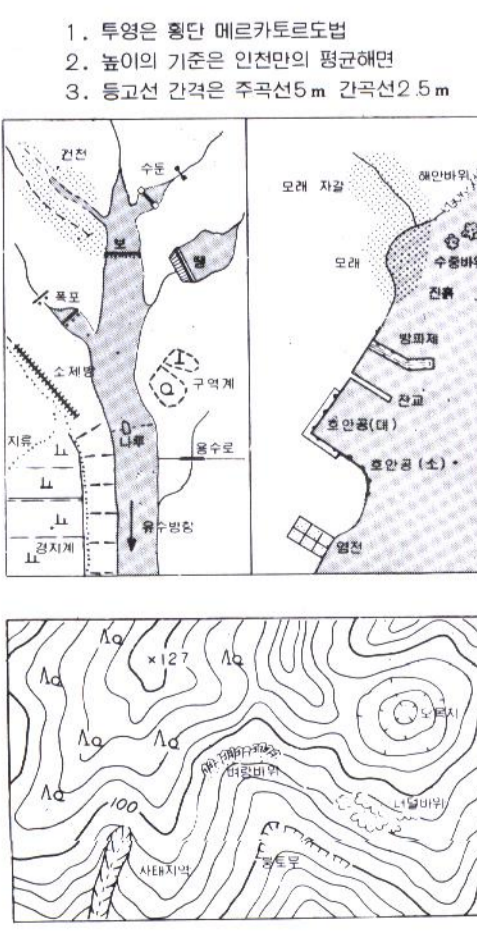 1. 투영은 횡단 메르카토르도법
2. 높이의 기준은 인천만의 평균해면
3. 등고선 간격은 주곡선5m 간곡선2.5m
건천
수문
보
땜
폭포
소제방
구역계
지류
나루
용수로
유수방향
경지계
모래 자갈
해안바위
모래
수중바위
진흙
방파제
잔교
호안공(대)
호안공(소)
염전
×127
100
벼랑바위
너덜바위
사태지역